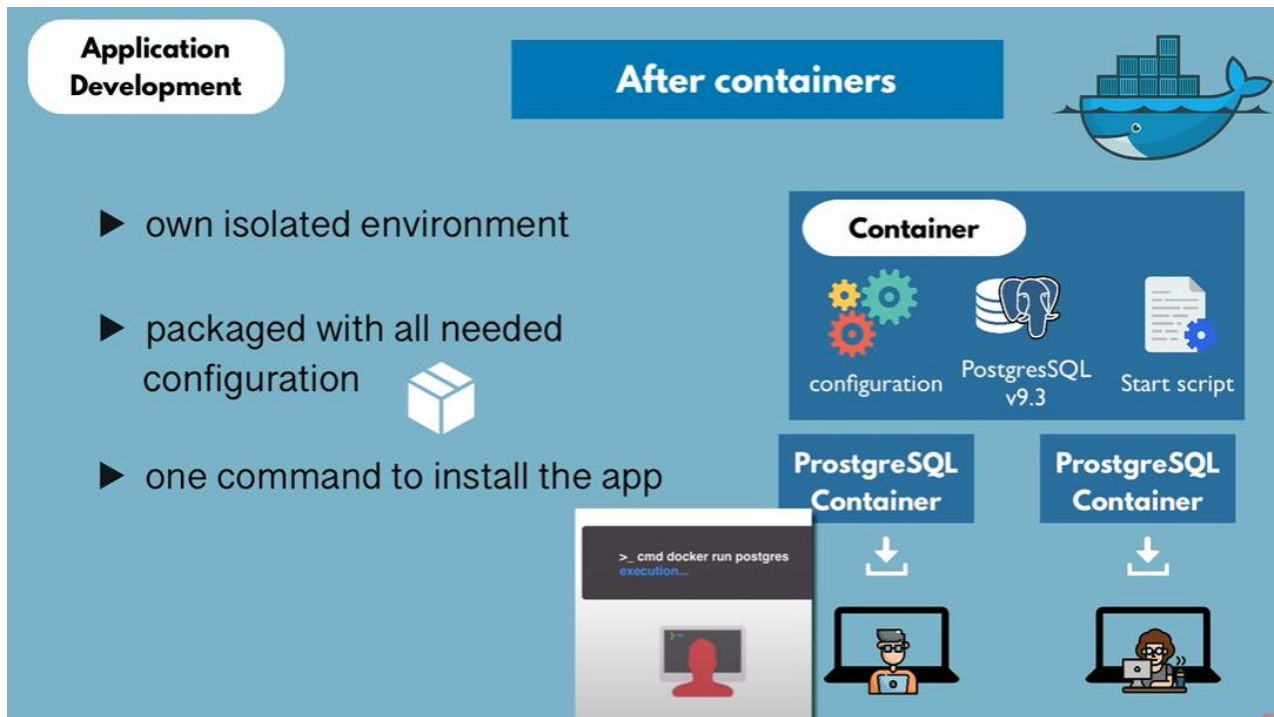 Application
Development
After containers
▶ own isolated environment
▶ packaged with all needed
configuration
▶ one command to install the app
Container
configuration
PostgresSQL
v9.3
Start script
ProstgreSQL
Container
ProstgreSQL
Container
>_ cmd docker run postgres
execution...